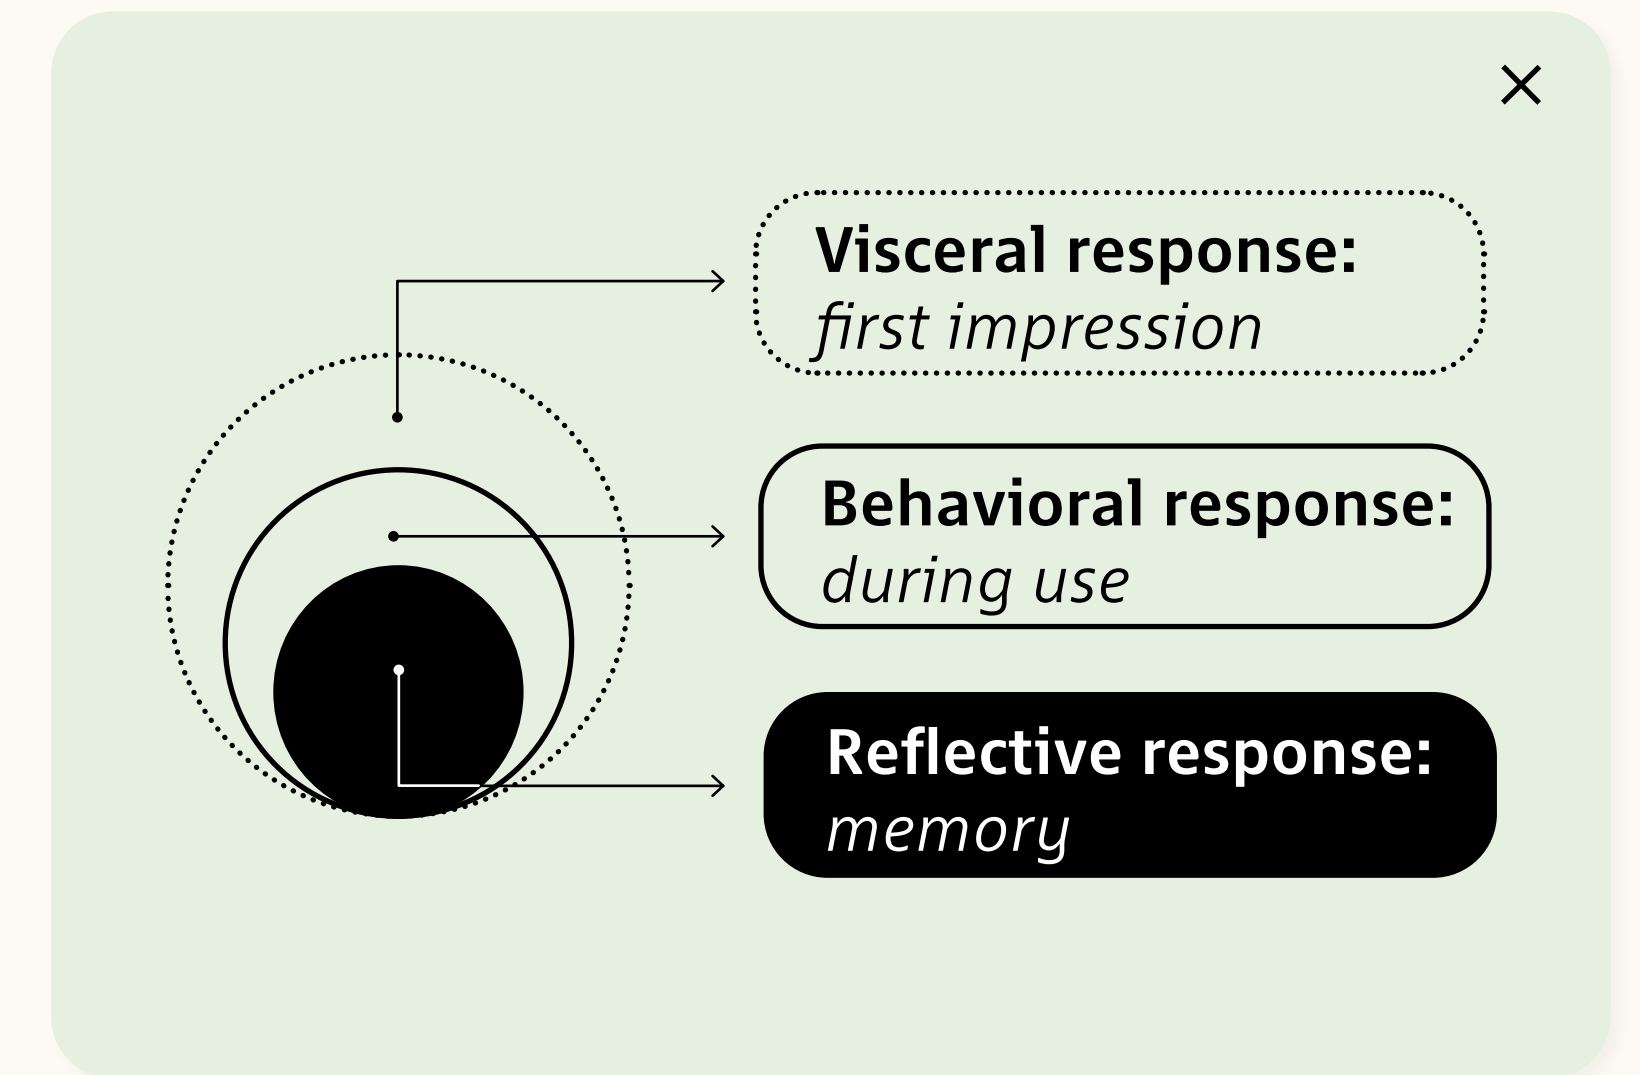 Visceral response:
first impression
Behavioral response:
during use
Reflective response:
memory